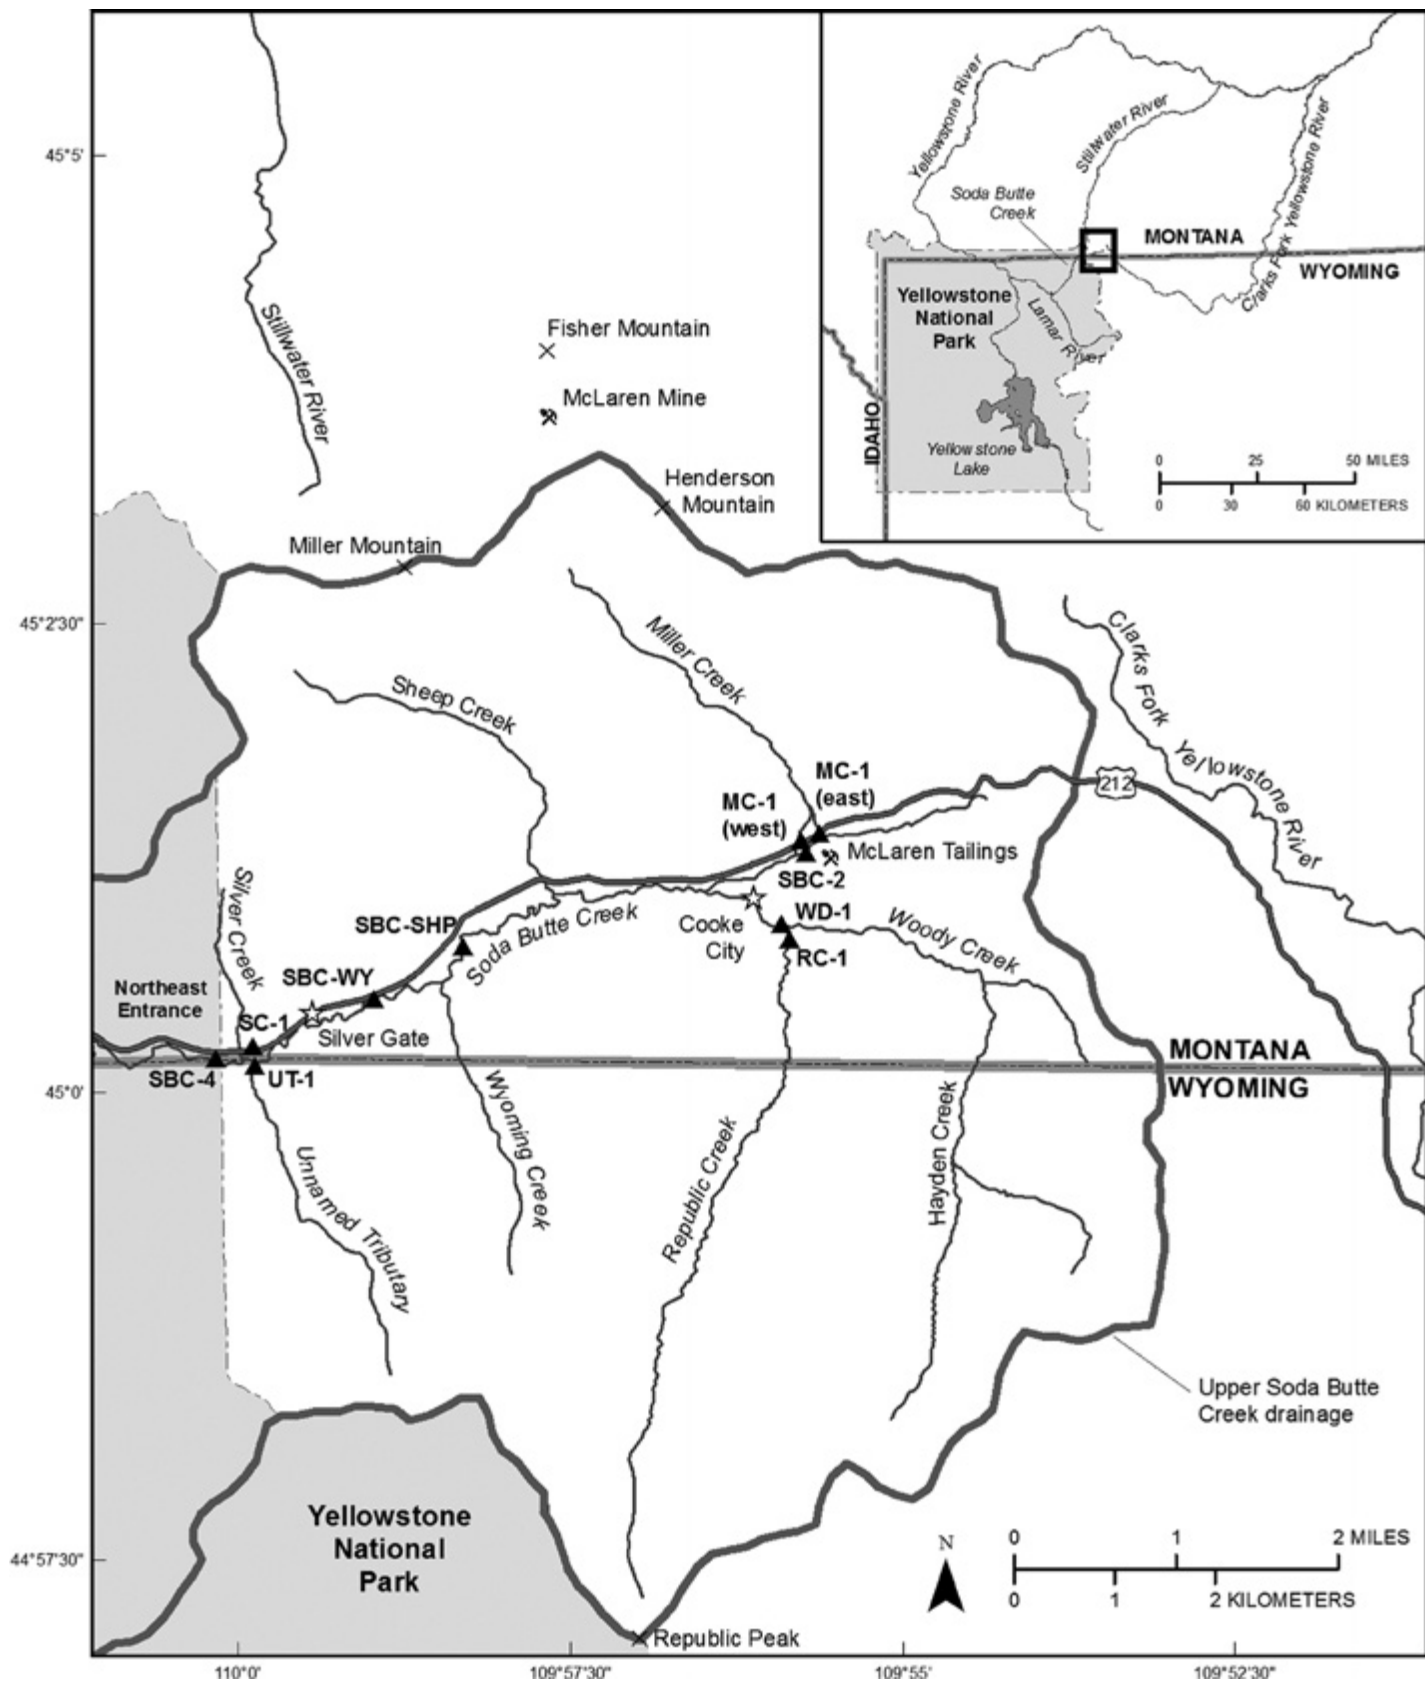 45°5'
45°2'30"
45°0'
44°57'30"
110°0'
109°57'30"
109°55'
109°52'30"
Yellowstone River
Stillwater River
Clarks Fork Yellowstone River
Soda Butte
Creek
MONTANA
WYOMING
Yellowstone
National
Park
Lamar River
IDAHO
Yellowstone
Lake
0 25 50 MILES
0 30 60 KILOMETERS
Stillwater River
Fisher Mountain
McLaren Mine
Henderson
Mountain
Miller Mountain
Miller Creek
Sheep Creek
Clarks Fork Yellowstone River
MC-1
(east)
MC-1
(west)
212
McLaren Tailings
SBC-2
Silver Creek
SBC-SHP
Soda Butte Creek
Cooke
City
WD-1
Woody Creek
RC-1
SBC-WY
Northeast
Entrance
SC-1
Silver Gate
SBC-4
UT-1
MONTANA
WYOMING
Unnamed Tributary
Wyoming Creek
Republic Creek
Hayden Creek
Upper Soda Butte
Creek drainage
Yellowstone
National
Park
N
0 1 2 MILES
0 1 2 KILOMETERS
Republic Peak